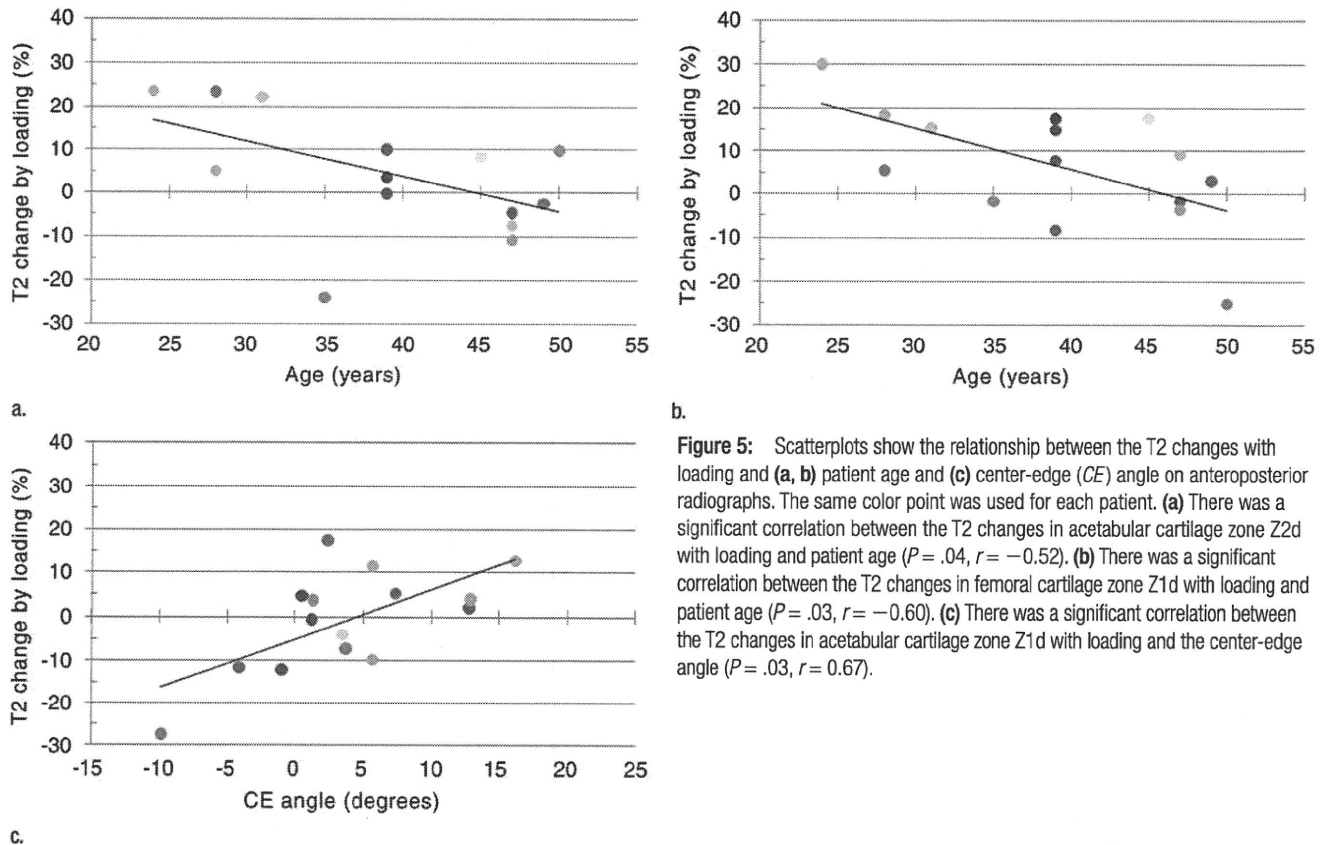 40
30
20
10
0
-10
-20
-30
T2 change by loading (%)
20 25 30 35 40 45 50 55
Age (years)
a.
40
30
20
10
0
-10
-20
-30
T2 change by loading (%)
20 25 30 35 40 45 50 55
Age (years)
b.
40
30
20
10
0
-10
-20
-30
T2 change by loading (%)
-15 -10 -5 0 5 10 15 20 25
CE angle (degrees)
c.
Figure 5: Scatterplots show the relationship between the T2 changes with
loading and (a, b) patient age and (c) center-edge (CE) angle on anteroposterior
radiographs. The same color point was used for each patient. (a) There was a
significant correlation between the T2 changes in acetabular cartilage zone Z2d
with loading and patient age (P = .04, r = −0.52). (b) There was a significant
correlation between the T2 changes in femoral cartilage zone Z1d with loading and
patient age (P = .03, r = −0.60). (c) There was a significant correlation between
the T2 changes in acetabular cartilage zone Z1d with loading and the center-edge
angle (P = .03, r = 0.67).